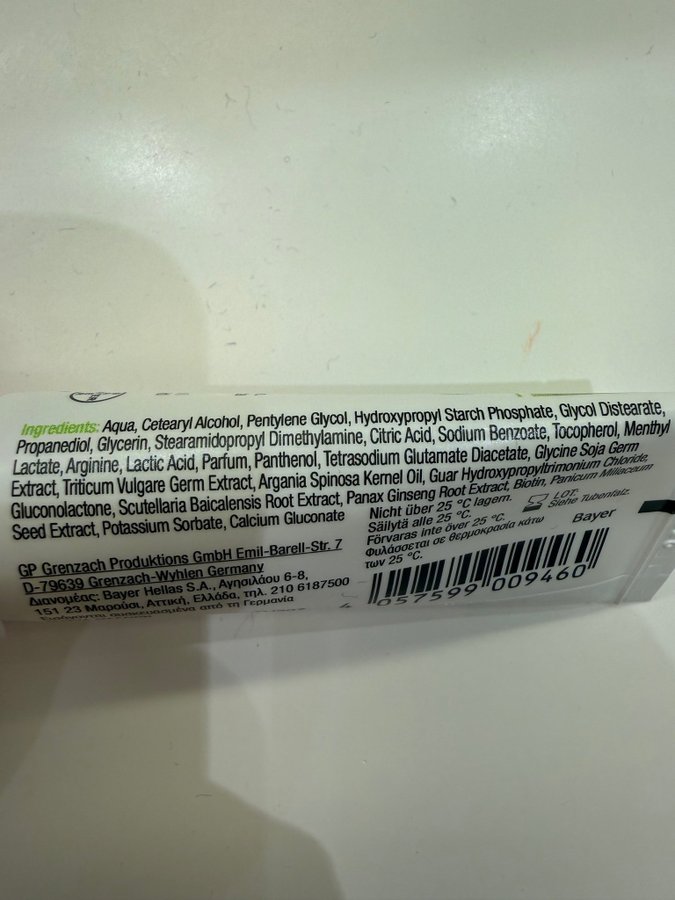 Ingredients: Aqua, Cetearyl Alcohol, Pentylene Glycol, Hydroxypropyl Starch Phosphate, Glycol Distearate,
Propanediol, Glycerin, Stearamidopropyl Dimethylamine, Citric Acid, Sodium Benzoate, Tocopherol, Menthyl
Lactate, Arginine, Lactic Acid, Parfum, Panthenol, Tetrasodium Glutamate Diacetate, Glycine Soja Germ
Extract, Triticum Vulgare Germ Extract, Argania Spinosa Kernel Oil, Guar Hydroxypropyltrimonium Chloride,
Gluconolactone, Scutellaria Baicalensis Root Extract, Panax Ginseng Root Extract, Biotin, Panicum Miliaceum
Seed Extract, Potassium Sorbate, Calcium Gluconate
GP Grenzach Produktions GmbH Emil-Barell-Str. 7
D-79639 Grenzach-Wyhlen Germany
Διανομέας: Bayer Hellas S.A., Αγησιλάου 6-8,
151 23 Μαρούσι, Αττική, Ελλάδα, τηλ. 210 6187500
Εισάγονται συσκευασμένα από τη Γερμανία
Nicht über 25 °C lagern.
Säilytä alle 25 °C.
Förvaras inte över 25 °C.
Φυλάσσεται σε θερμοκρασία κάτω
των 25 °C.
LOT:
Siehe Tubenfalz.
Bayer
4 057599 009460